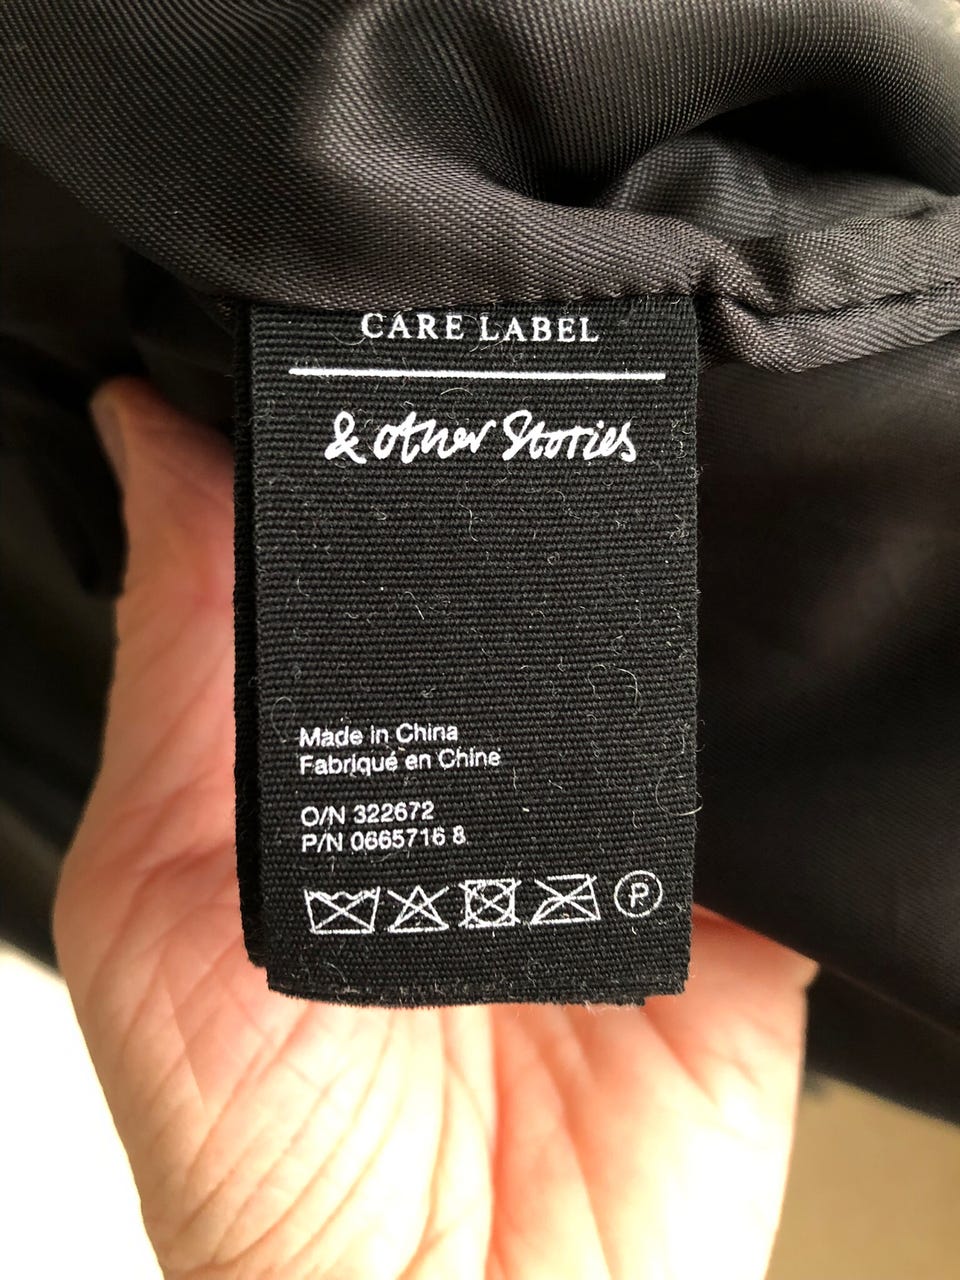 CARE LABEL
& other Stories
Made in China
Fabriqué en Chine
O/N 322672
P/N 0665716 8
P